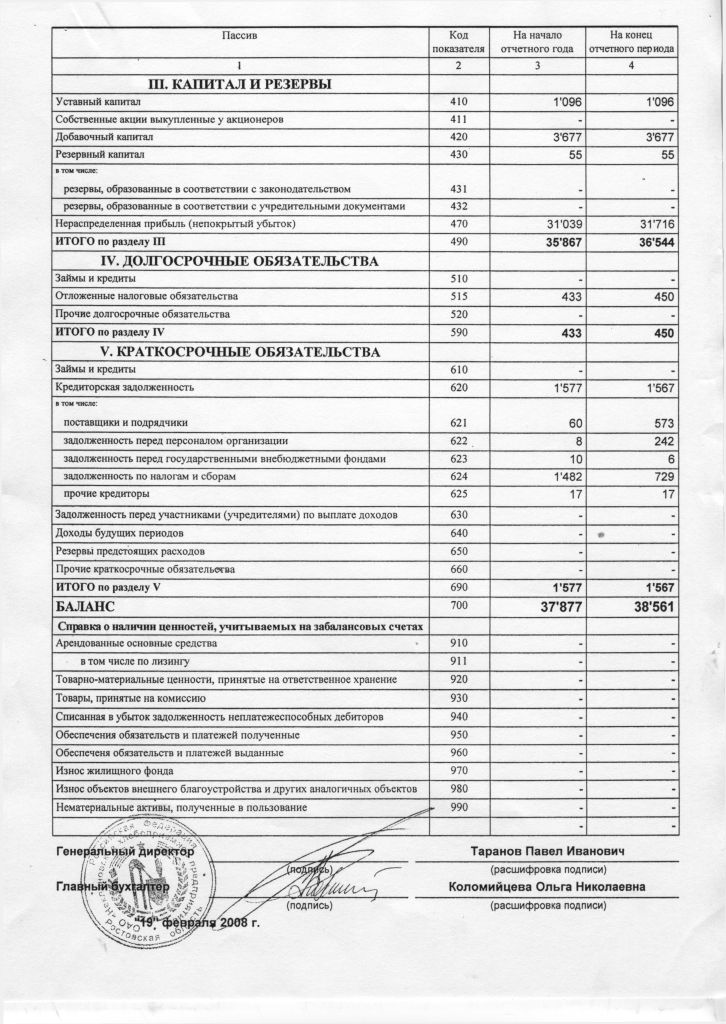 Пассив Код показателя На начало отчетного года На конец отчетного периода
1 2 3 4
III. КАПИТАЛ И РЕЗЕРВЫ
Уставный капитал 410 1'096 1'096
Собственные акции выкупленные у акционеров 411 - -
Добавочный капитал 420 3'677 3'677
Резервный капитал 430 55 55
в том числе:
резервы, образованные в соответствии с законодательством 431 - -
резервы, образованные в соответствии с учредительными документами 432 - -
Нераспределенная прибыль (непокрытый убыток) 470 31'039 31'716
ИТОГО по разделу III 490 35'867 36'544
IV. ДОЛГОСРОЧНЫЕ ОБЯЗАТЕЛЬСТВА
Займы и кредиты 510 - -
Отложенные налоговые обязательства 515 433 450
Прочие долгосрочные обязательства 520 - -
ИТОГО по разделу IV 590 433 450
V. КРАТКОСРОЧНЫЕ ОБЯЗАТЕЛЬСТВА
Займы и кредиты 610 - -
Кредиторская задолженность 620 1'577 1'567
в том числе:
поставщики и подрядчики 621 60 573
задолженность перед персоналом организации 622 8 242
задолженность перед государственными внебюджетными фондами 623 10 6
задолженность по налогам и сборам 624 1'482 729
прочие кредиторы 625 17 17
Задолженность перед участниками (учредителями) по выплате доходов 630 - -
Доходы будущих периодов 640 - -
Резервы предстоящих расходов 650 - -
Прочие краткосрочные обязательства 660 - -
ИТОГО по разделу V 690 1'577 1'567
БАЛАНС 700 37'877 38'561
Справка о наличии ценностей, учитываемых на забалансовых счетах
Арендованные основные средства 910 - -
в том числе по лизингу 911 - -
Товарно-материальные ценности, принятые на ответственное хранение 920 - -
Товары, принятые на комиссию 930 - -
Списанная в убыток задолженность неплатежеспособных дебиторов 940 - -
Обеспечения обязательств и платежей полученные 950 - -
Обеспеченя обязательств и платежей выданные 960 - -
Износ жилищного фонда 970 - -
Износ объектов внешнего благоустройства и других аналогичных объектов 980 - -
Нематериальные активы, полученные в пользование 990 - -
- -
Генеральный директор Таранов Павел Иванович
(подпись) (расшифровка подписи)
Главный бухгалтер Коломийцева Ольга Николаевна
(подпись) (расшифровка подписи)
"19" февраля 2008 г.
Российская Федерация
Ростовская область
ОАО